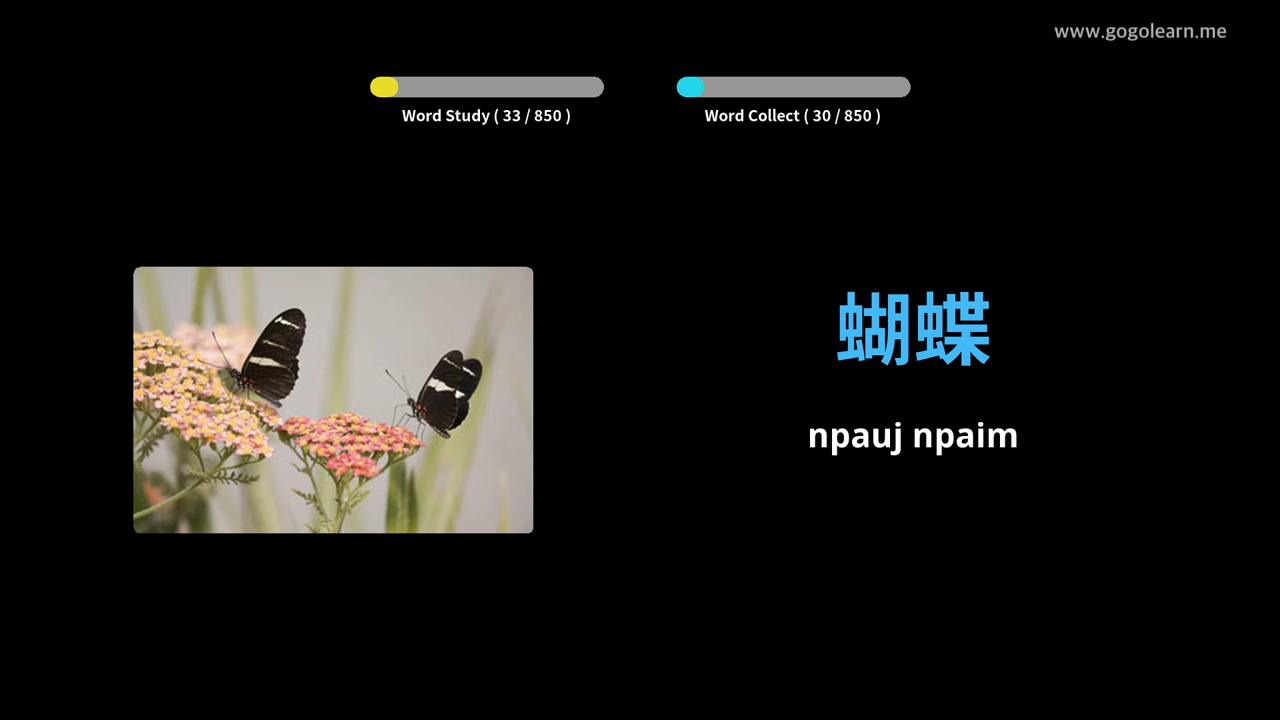 www.gogolearn.me
Word Study ( 33 / 850 )
Word Collect ( 30 / 850 )
蝴蝶
npauj npaim